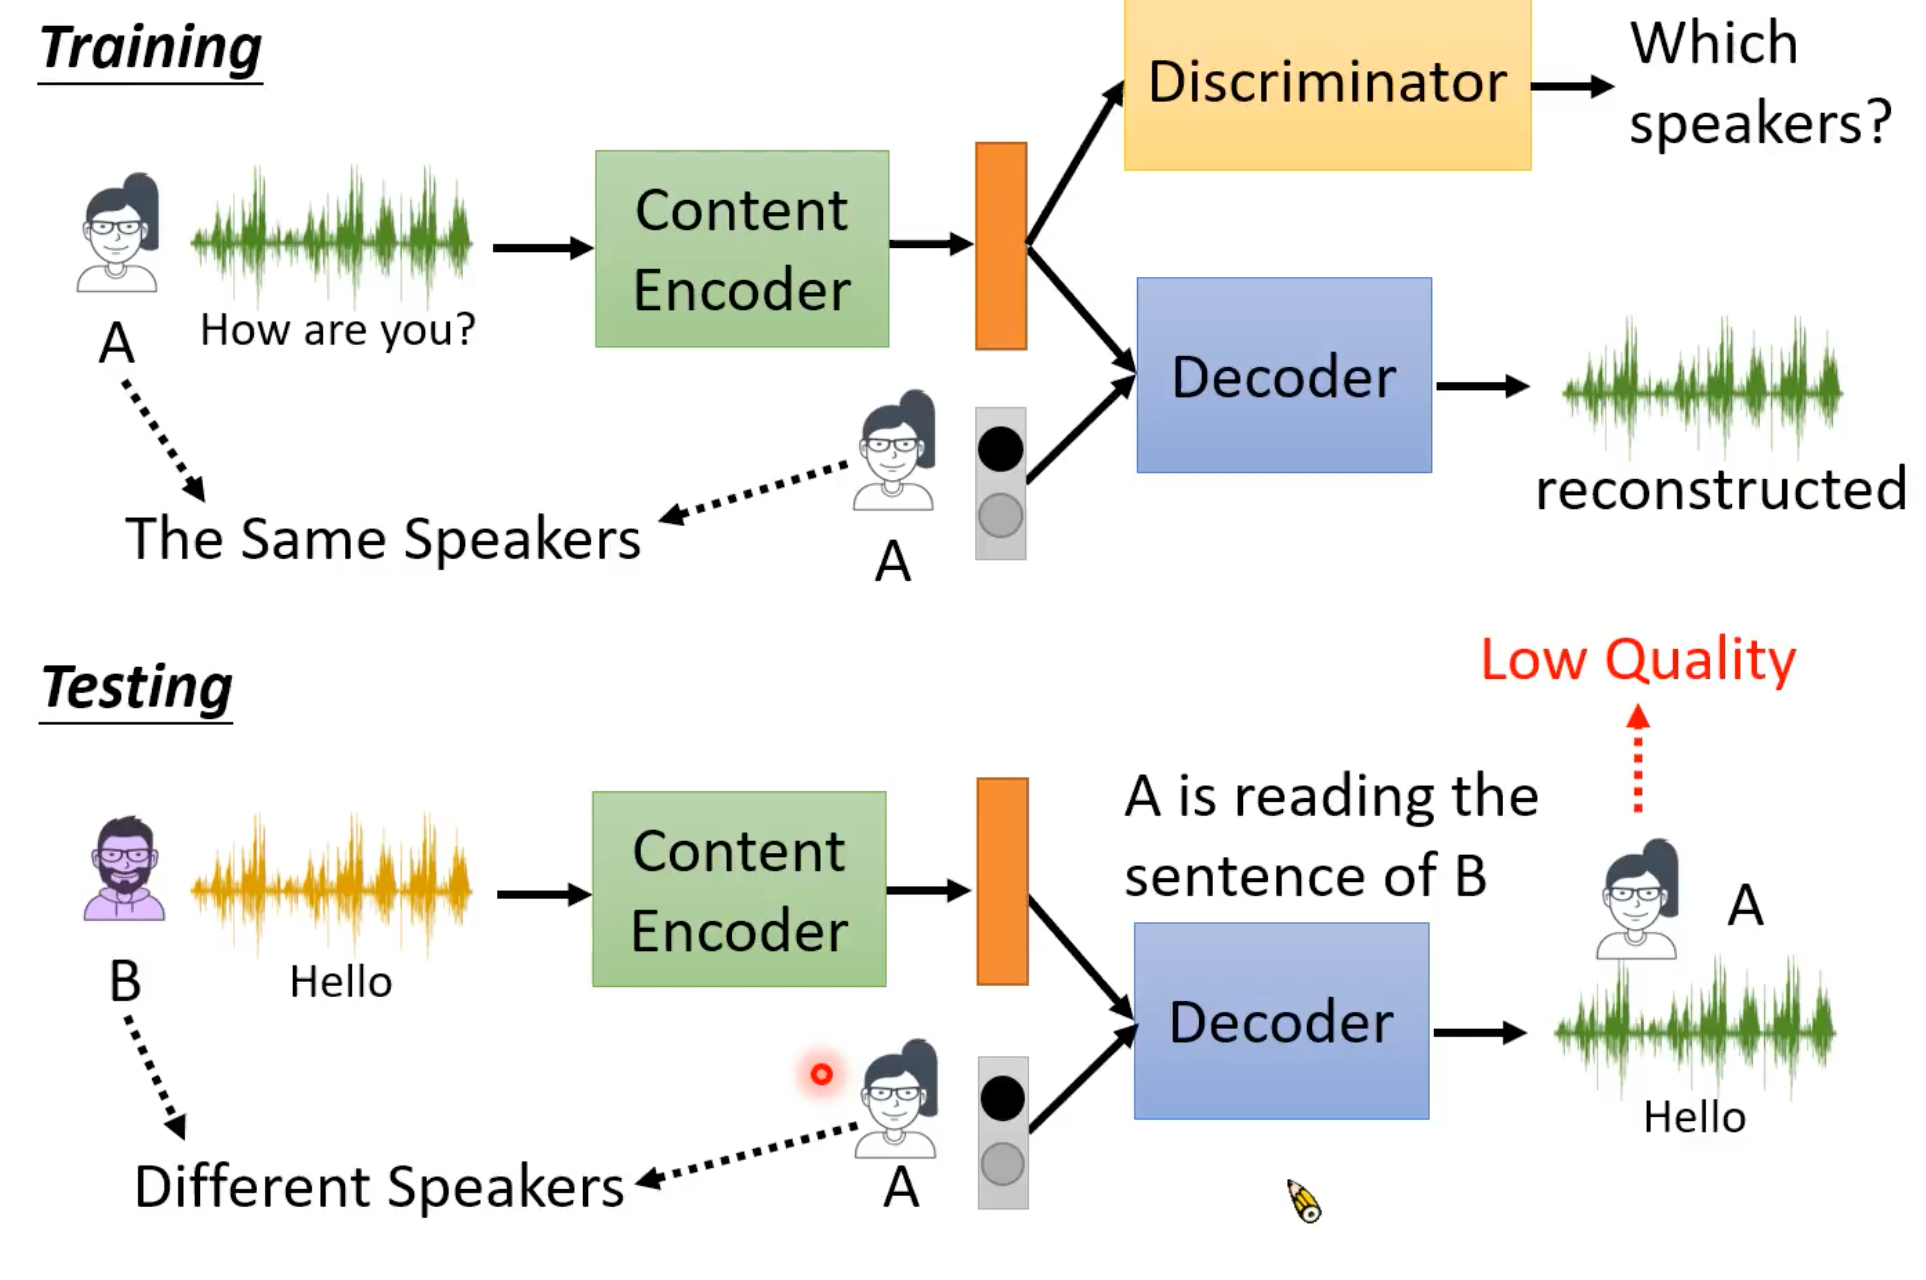 Training
Discriminator
Which
speakers?
Content
Encoder
How are you?
A
Decoder
reconstructed
The Same Speakers
A
Testing
Low Quality
A is reading the
sentence of B
A
Content
Encoder
B
Hello
Decoder
Hello
Different Speakers
A